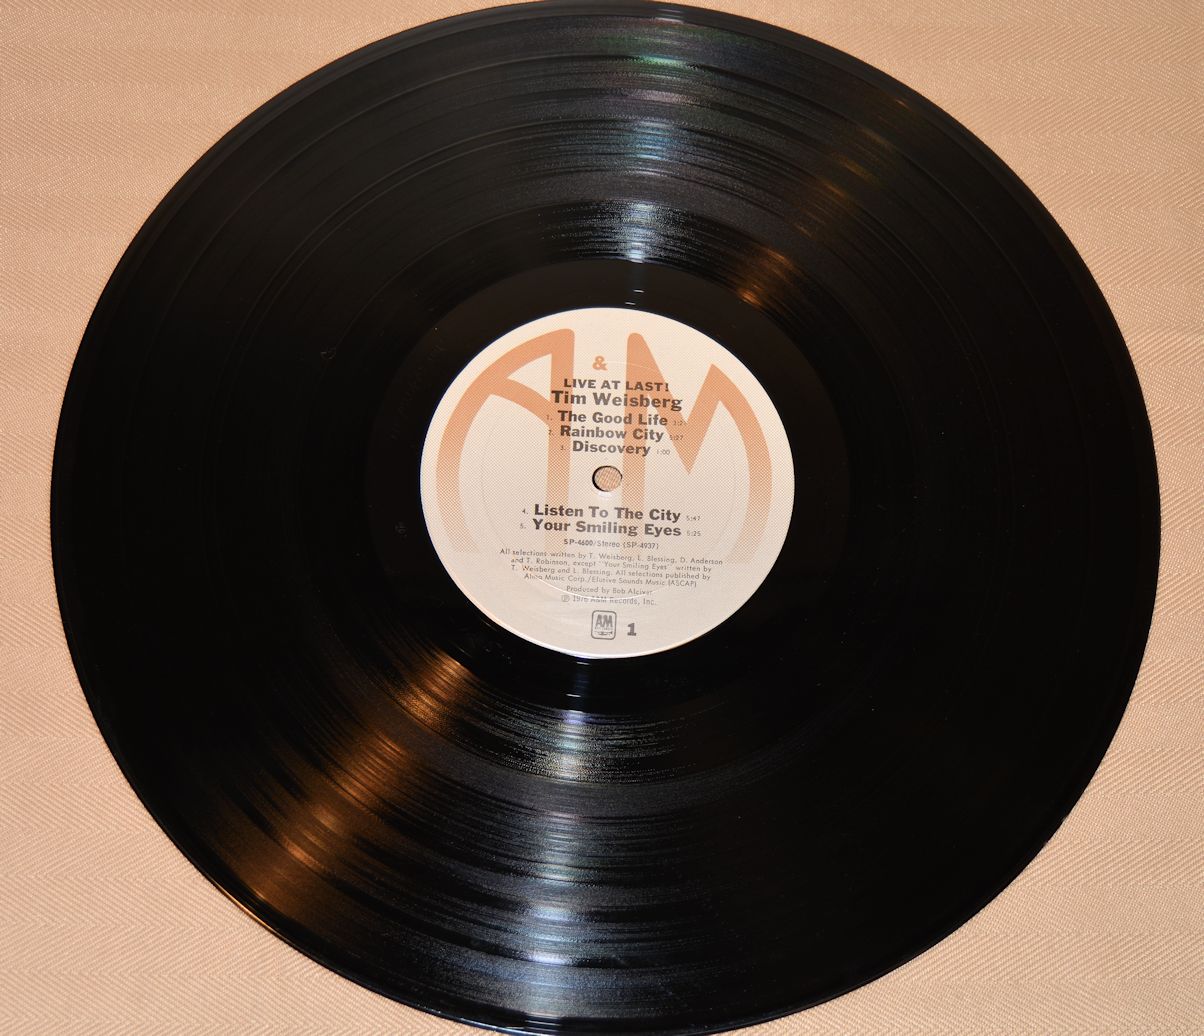 A & M
LIVE AT LAST!
Tim Weisberg
1. The Good Life
2. Rainbow City
3. Discovery 1:00
4. Listen To The City 5:47
5. Your Smiling Eyes 5:25
SP-4600/Stereo (SP-4937)
All selections written by T. Weisberg, L. Blessing, D. Anderson
and T. Robinson, except "Your Smiling Eyes" written by
T. Weisberg and L. Blessing. All selections published by
Almo Music Corp./Elusive Sounds Music (ASCAP)
Produced by Bob Alcivar
℗ 1976 A&M Records, Inc.
A&M 1